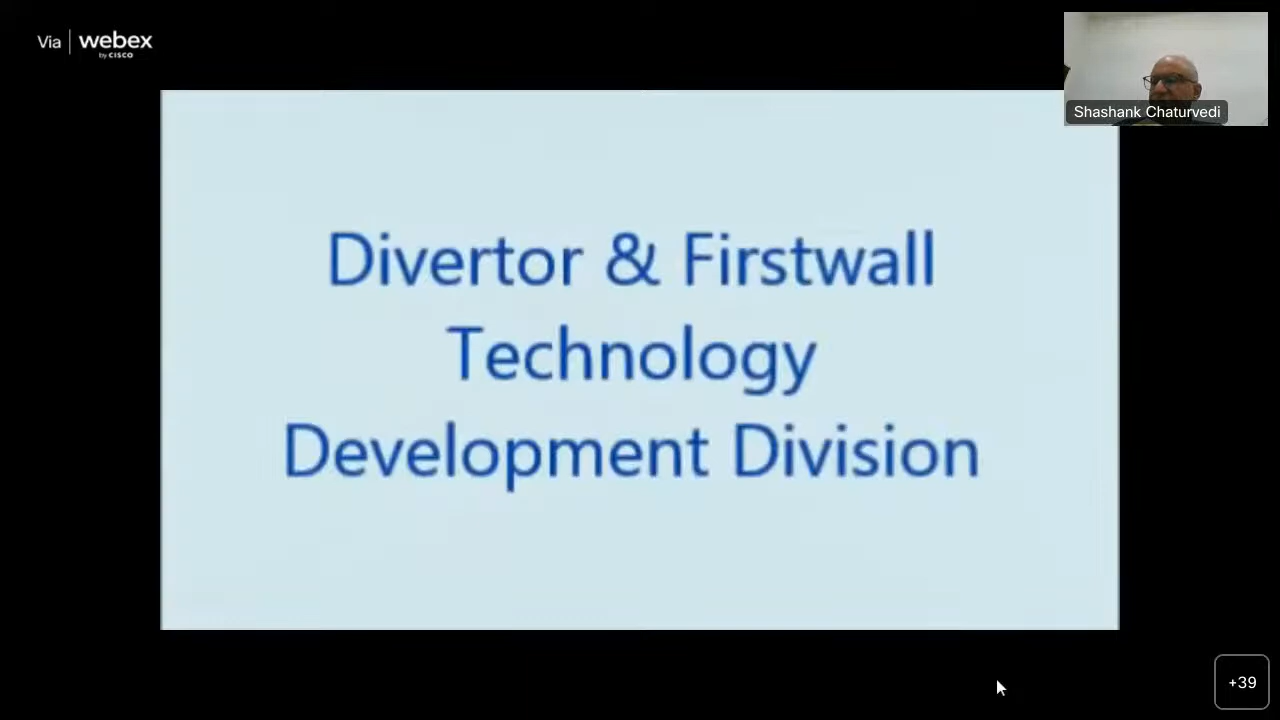 Via webex
by CISCO
Shashank Chaturvedi
Divertor & Firstwall
Technology
Development Division
+39